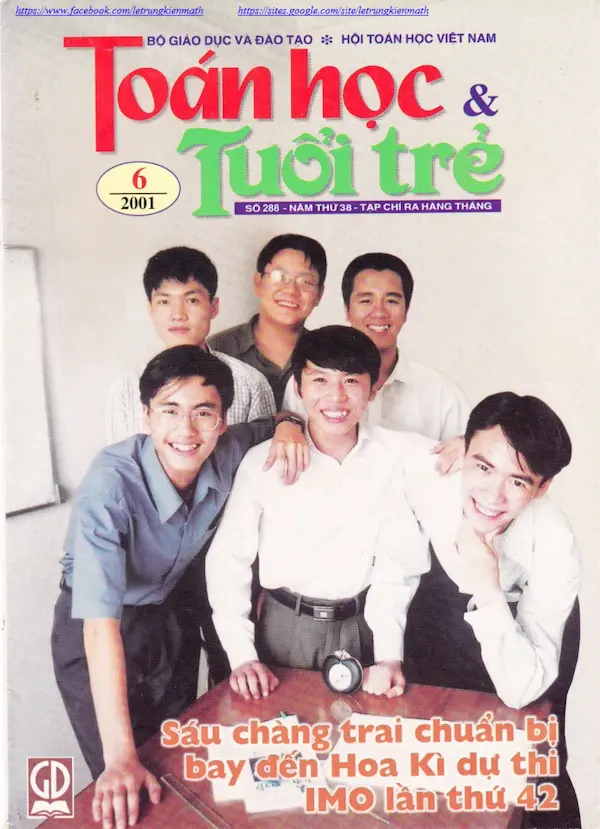 https://www.facebook.com/letrungkienmath https://sites.google.com/site/letrungkienmath
BỘ GIÁO DỤC VÀ ĐÀO TẠO ✻ HỘI TOÁN HỌC VIỆT NAM
Toán học &
Tuổi trẻ
6
2001
SỐ 288 - NĂM THỨ 38 - TẠP CHÍ RA HÀNG THÁNG
Sáu chàng trai chuẩn bị
bay đến Hoa Kì dự thi
IMO lần thứ 42
GD